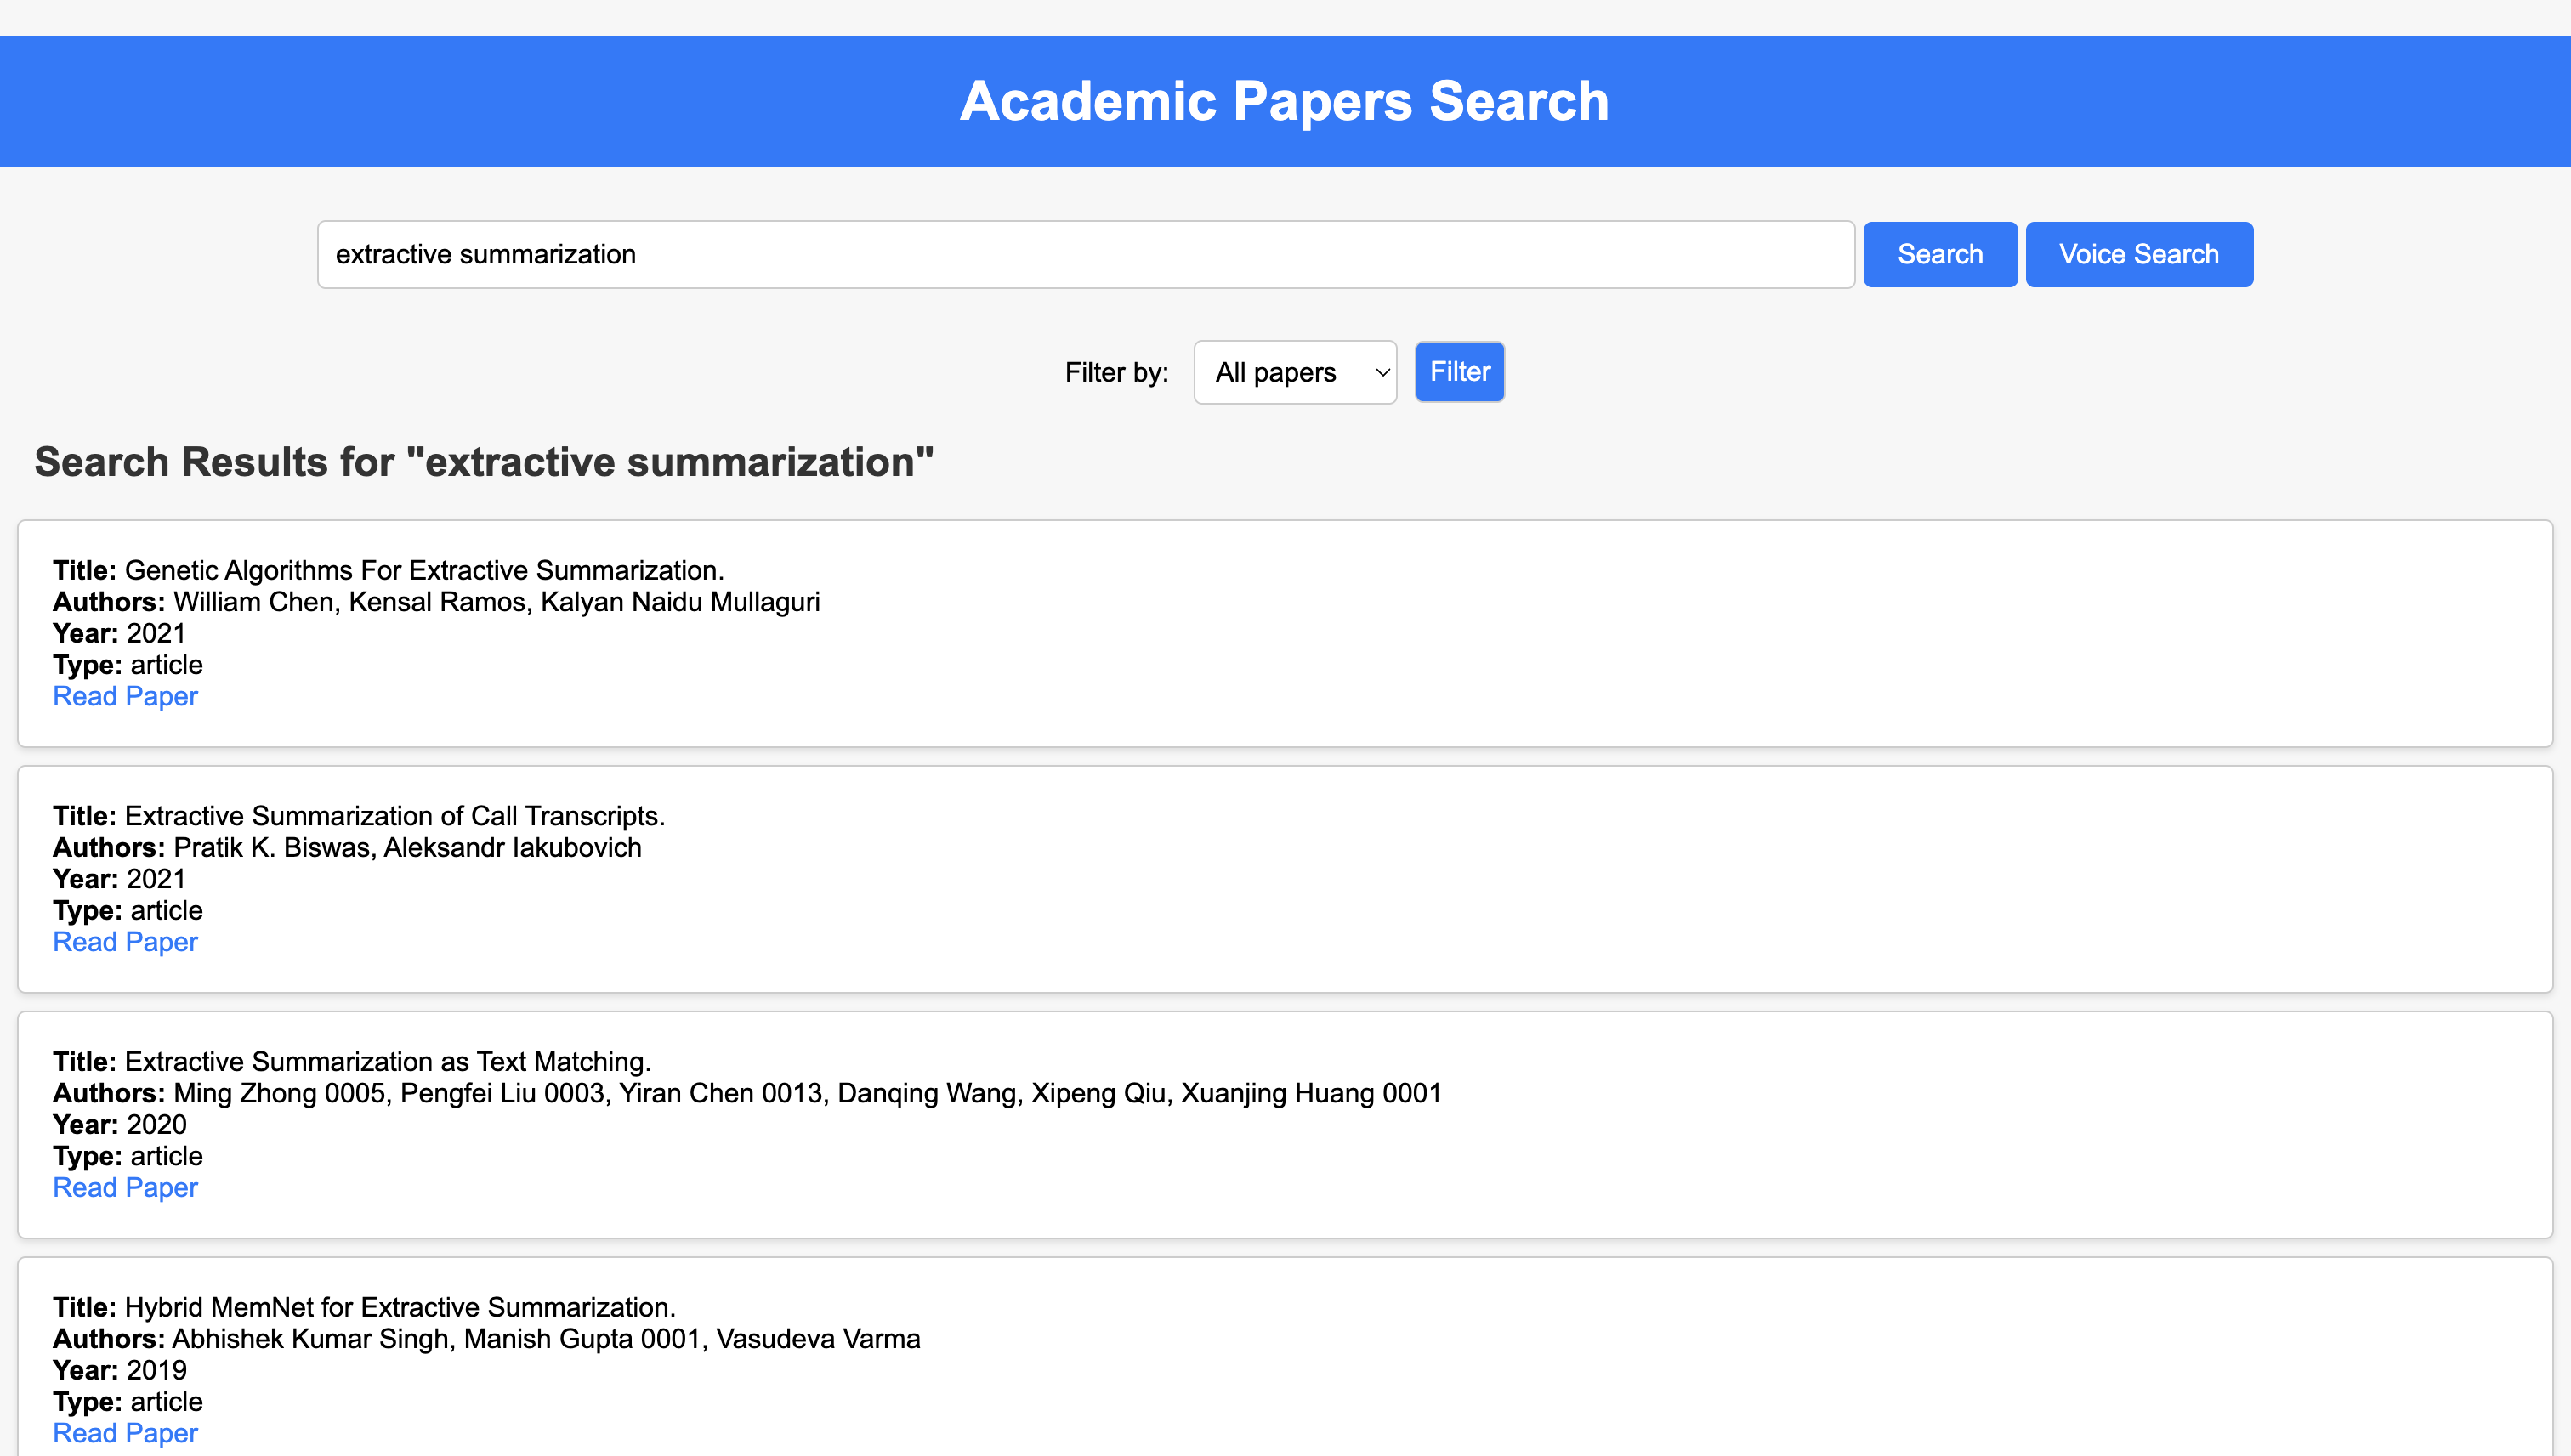 Academic Papers Search
extractive summarization
Search
Voice Search
Filter by:
All papers
Filter
Search Results for "extractive summarization"
Title: Genetic Algorithms For Extractive Summarization.
Authors: William Chen, Kensal Ramos, Kalyan Naidu Mullaguri
Year: 2021
Type: article
Read Paper
Title: Extractive Summarization of Call Transcripts.
Authors: Pratik K. Biswas, Aleksandr Iakubovich
Year: 2021
Type: article
Read Paper
Title: Extractive Summarization as Text Matching.
Authors: Ming Zhong 0005, Pengfei Liu 0003, Yiran Chen 0013, Danqing Wang, Xipeng Qiu, Xuanjing Huang 0001
Year: 2020
Type: article
Read Paper
Title: Hybrid MemNet for Extractive Summarization.
Authors: Abhishek Kumar Singh, Manish Gupta 0001, Vasudeva Varma
Year: 2019
Type: article
Read Paper